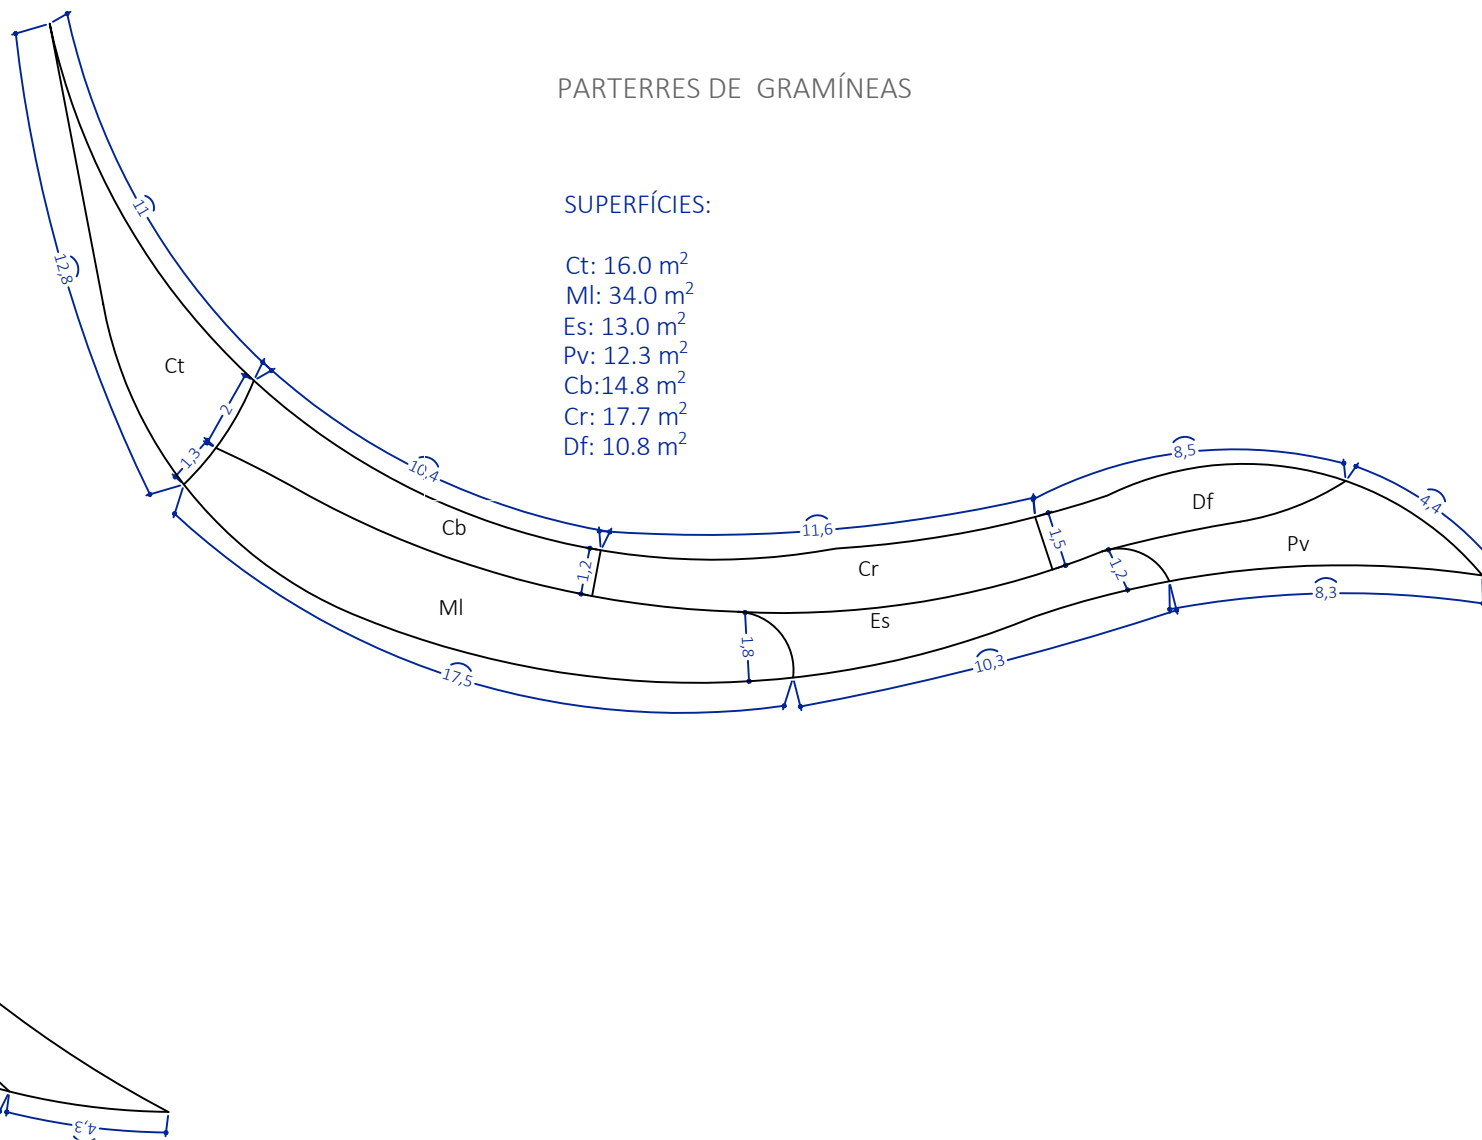 PARTERRES DE GRAMÍNEAS
SUPERFÍCIES:
Ct: 16.0 m²
Ml: 34.0 m²
Es: 13.0 m²
Pv: 12.3 m²
Cb:14.8 m²
Cr: 17.7 m²
Df: 10.8 m²
11
12,8
Ct
2
1,3
10,4
Cb
1,2
11,6
8,5
4,4
Df
1,5
Pv
Cr
1,2
8,3
Ml
Es
1,8
10,3
17,5
4,3